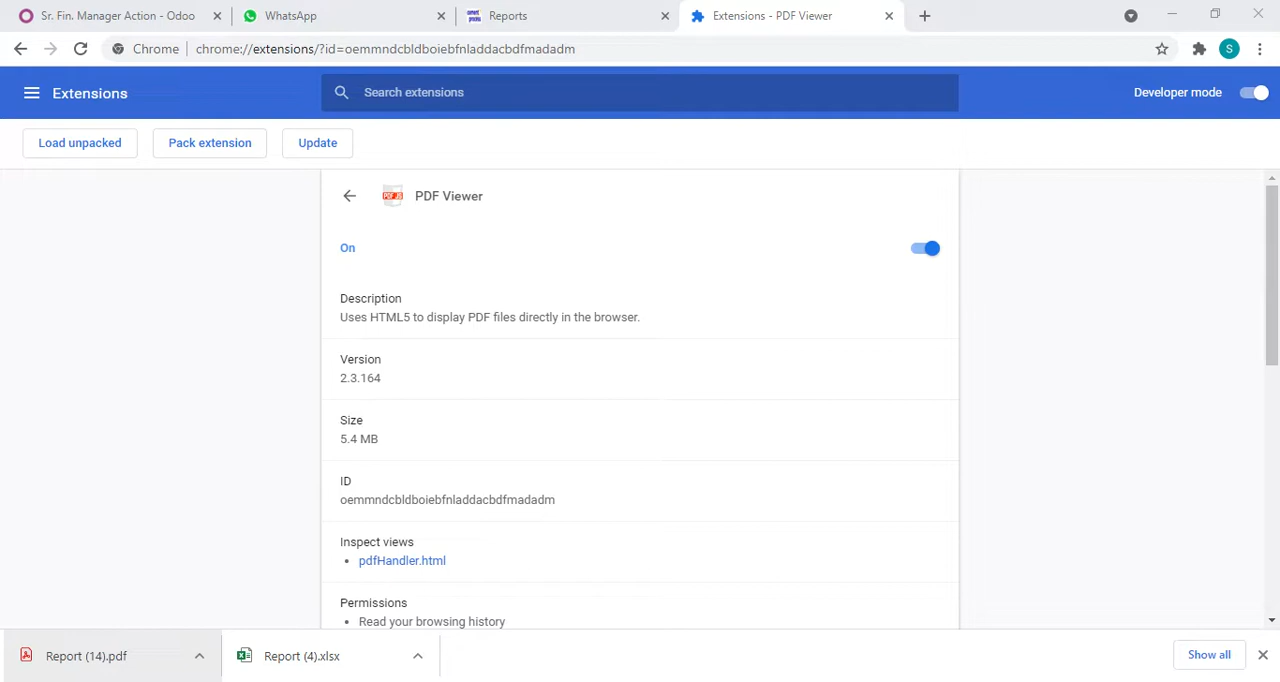 Sr. Fin. Manager Action - Odoo
WhatsApp
Reports
Extensions - PDF Viewer
Chrome
chrome://extensions/?id=oemmndcbldboiebfnladdacbdfmadadm
S
Extensions
Search extensions
Developer mode
Load unpacked
Pack extension
Update
PDF Viewer
On
Description
Uses HTML5 to display PDF files directly in the browser.
Version
2.3.164
Size
5.4 MB
ID
oemmndcbldboiebfnladdacbdfmadadm
Inspect views
• pdfHandler.html
Permissions
• Read your browsing history
Report (14).pdf
Report (4).xlsx
Show all